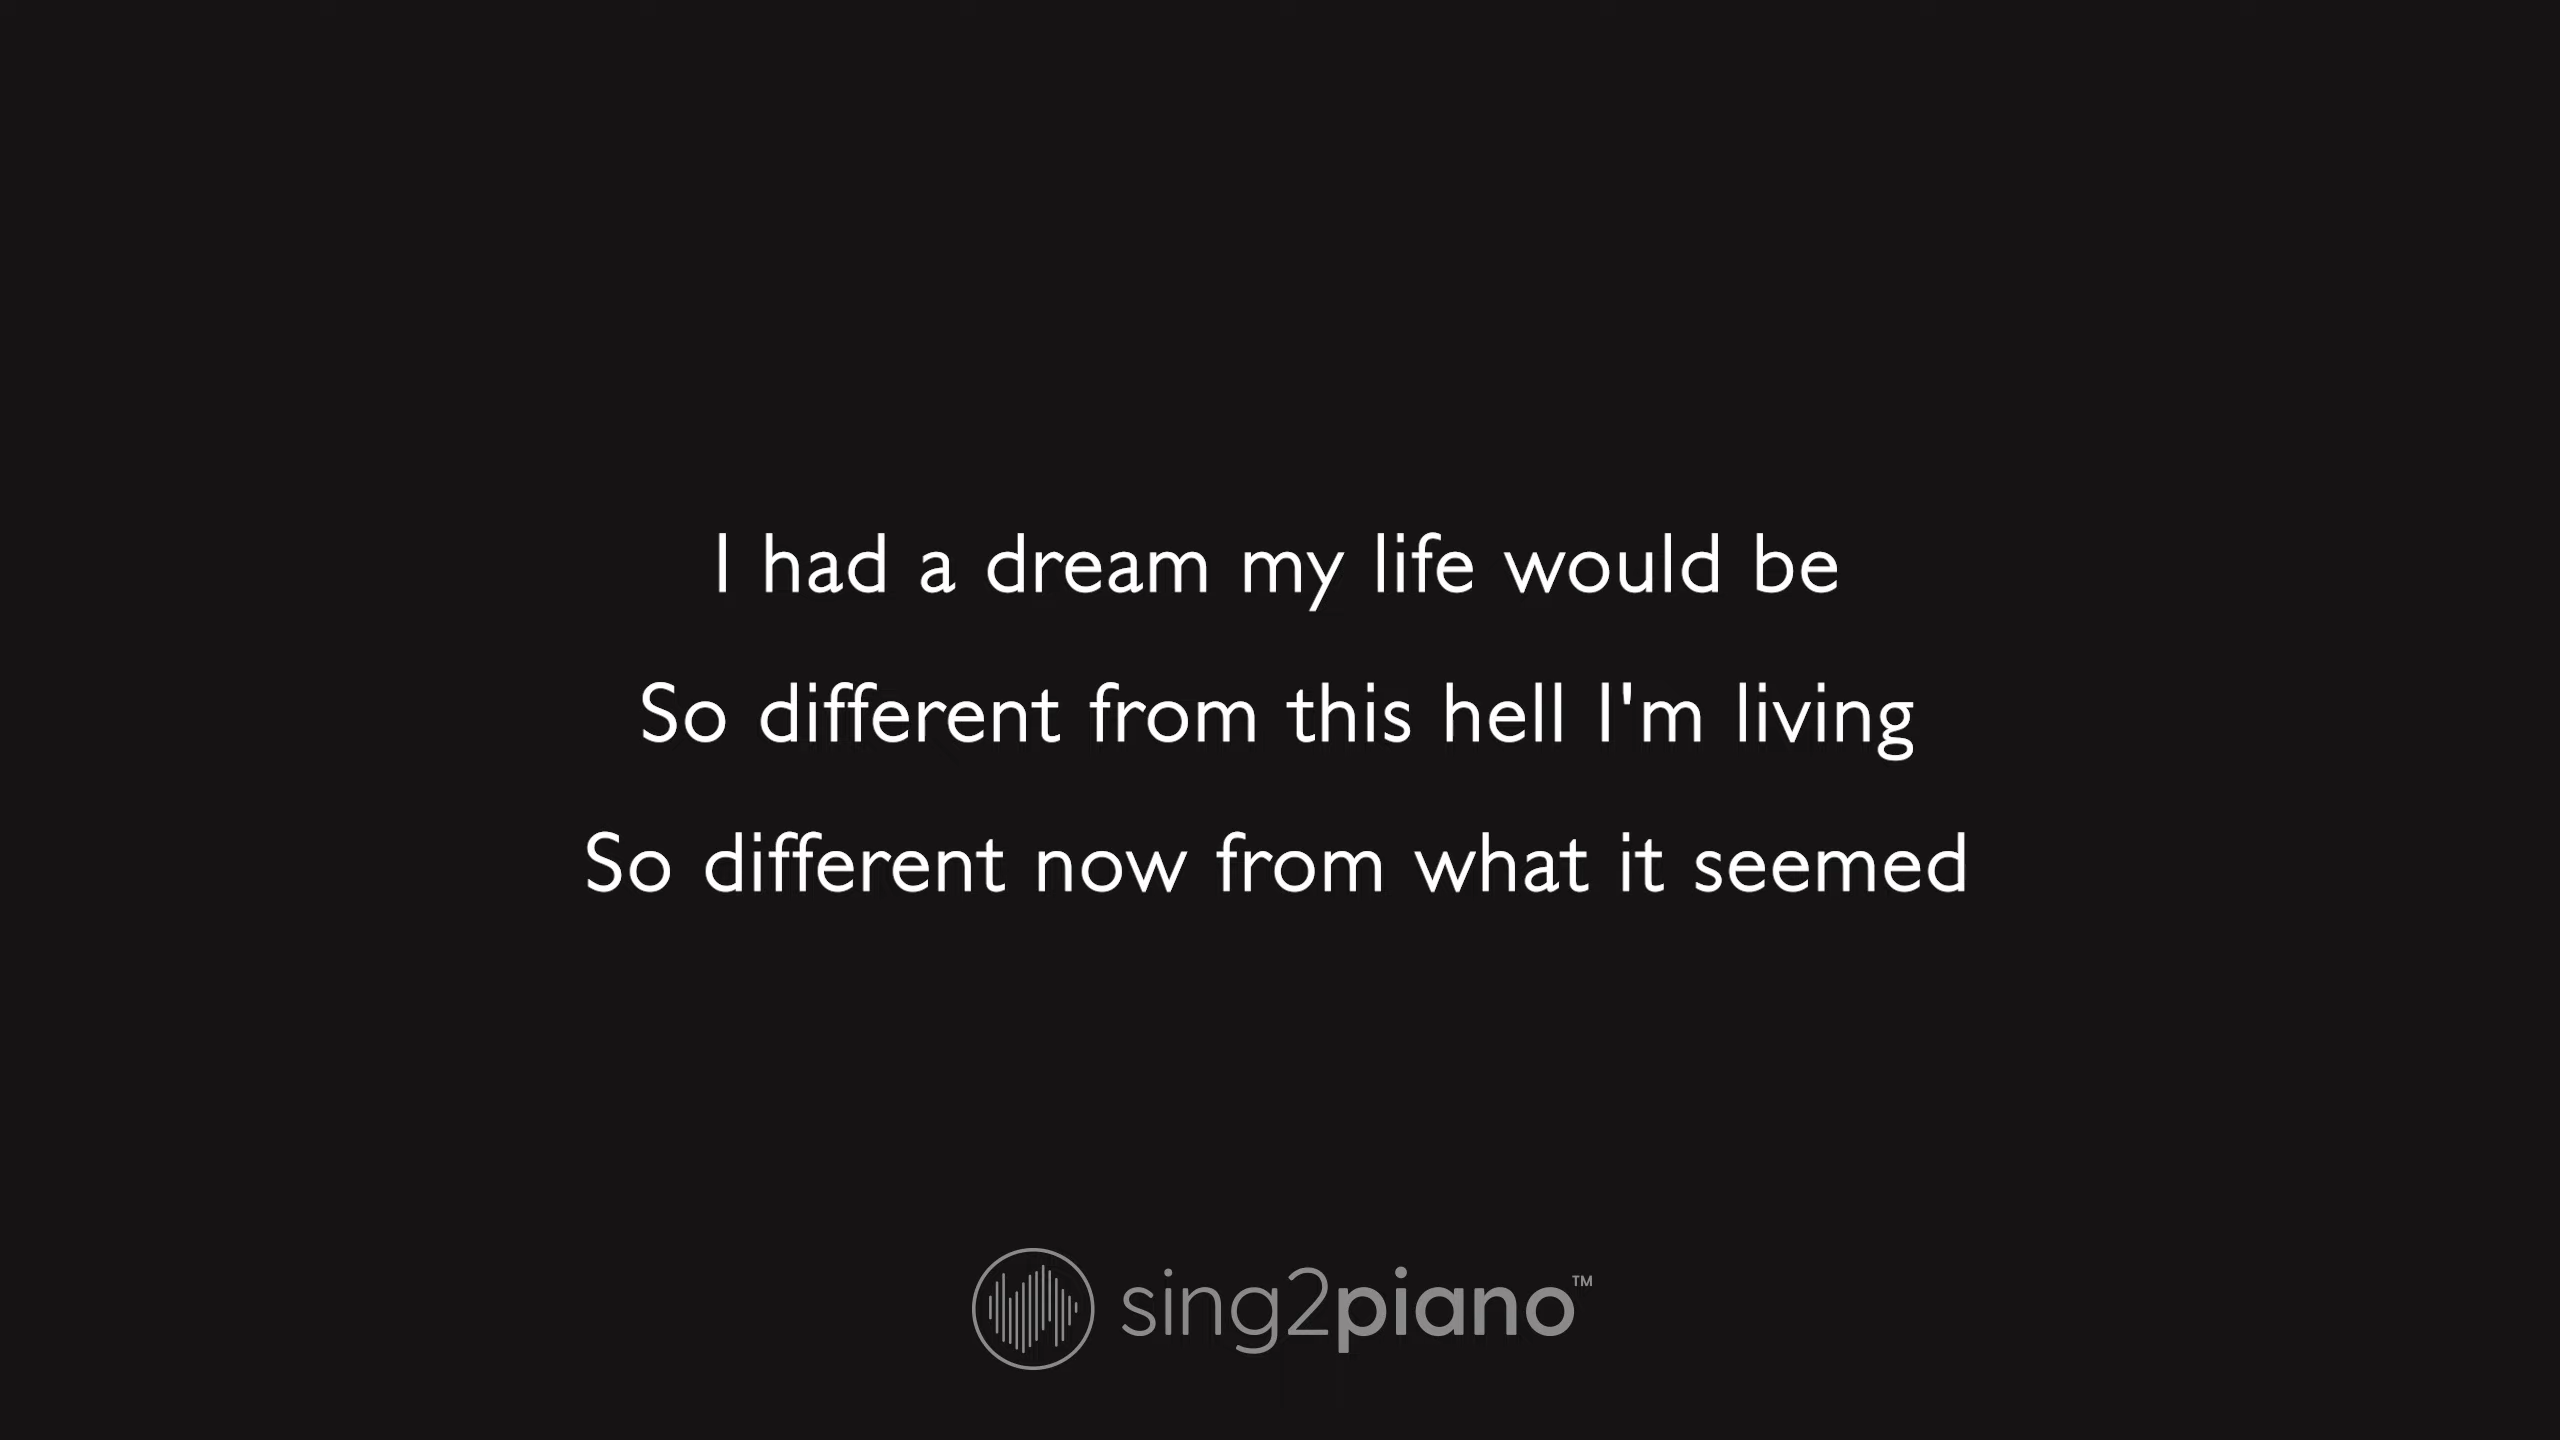 I had a dream my life would be
So different from this hell I'm living
So different now from what it seemed
sing2piano™